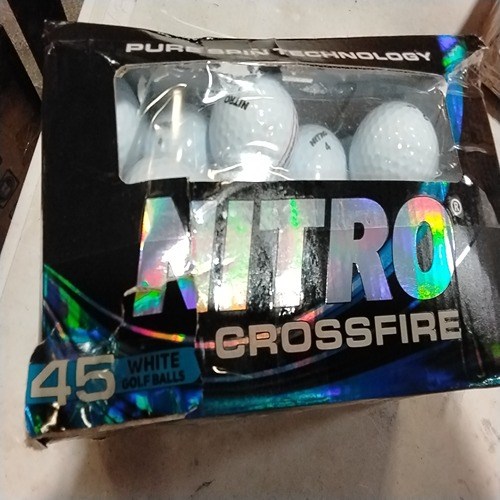 PURE SPIN TECHNOLOGY
NITRO
NITRO
4
NITRO®
CROSSFIRE
45 WHITE
GOLF BALLS